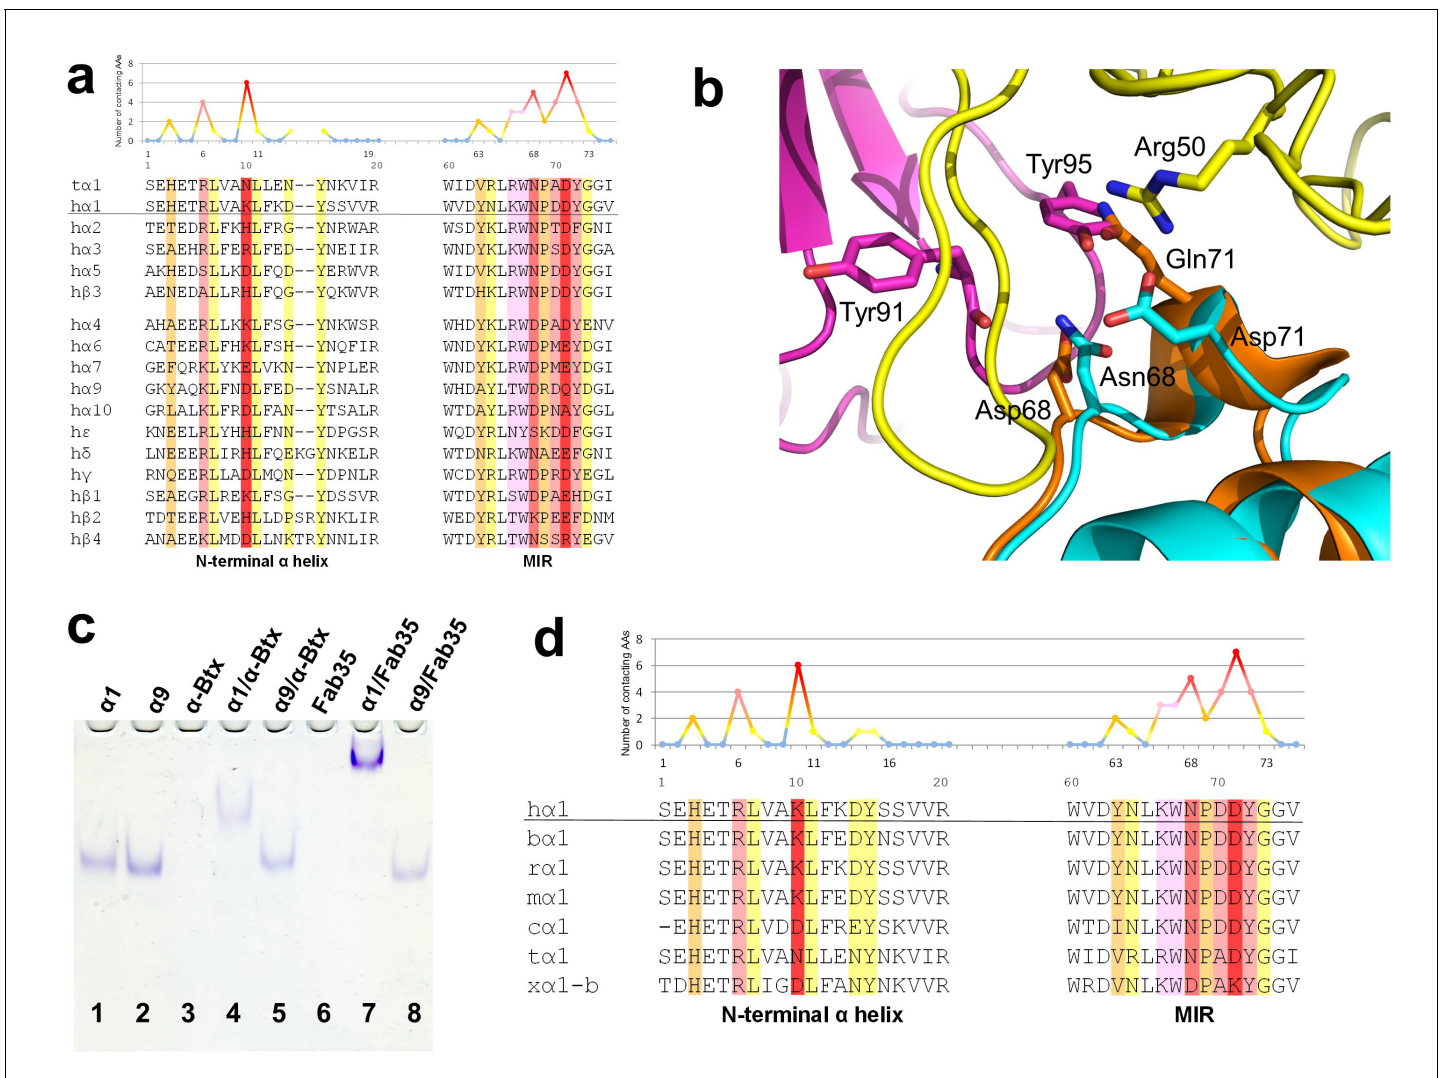 a
Number of contacting AAs
8
6
4
2
0
1 6 11 19 63 68 73
1 10 20 60 70
tα1 SEHETRLVANLLEN--YNKVIR WIDVRLRWNPADYGGI
hα1 SEHETRLVAKLFKD--YSSVVR WVDYNLKWNPDDYGGV
hα2 TETEDRLFKHLFRG--YNRWAR WSDYKLRWNPTDFGNI
hα3 SEAEHRLFERLFED--YNEIIR WNDYKLKWNPSDYGGA
hα5 AKHEDSLLKDLFQD--YERWVR WIDVKLRWNPDDYGGI
hβ3 AENEDALLRHLFQG--YQKWVR WTDHKLRWNPDDYGGI
hα4 AHAEERLLKKLFSG--YNKWSR WHDYKLRWDPADYENV
hα6 CATEERLFHKLFSH--YNQFIR WNDYKLRWDPMEYDGI
hα7 GEFQRKLYKELVKN--YNPLER WNDYKLRWDPMEYDGI
hα9 GKYAQKLFNDLFED--YSNALR WHDAYLTWDRDQYDGL
hα10 GRLALKLFRDLFAN--YTSALR WTDAYLRWDPNAYGGL
hε KNEELRLYHHLFNN--YDPGSR WQDYRLNYSKDDFGGI
hδ LNEEERLIRHLFQEKGYNKELR WTDNRLKWNAEEFGNI
hγ RNQEERLLADLMQN--YDPNLR WCDYRLRWDPRDYEGL
hβ1 SEAEGRLREKLFSG--YDSSVR WTDYRLSWDPAEHDGI
hβ2 TDTEERLVEHLLDPSRYNKLIR WEDYRLTWKPEEFDNM
hβ4 ANAEEKLMDDLLNKTRYNNLIR WTDYRLTWNSSRYEGV
N-terminal α helix MIR
b
Tyr95
Arg50
Gln71
Tyr91
Asp71
Asn68
Asp68
c
α1
α9
α-Btx
α1/α-Btx
α9/α-Btx
Fab35
α1/Fab35
α9/Fab35
1 2 3 4 5 6 7 8
d
Number of contacting AAs
8
6
4
2
0
1 6 11 16 63 68 73
1 10 20 60 70
hα1 SEHETRLVAKLFKDYSSVVR WVDYNLKWNPDDYGGV
bα1 SEHETRLVAKLFEDYNSVVR WVDYNLKWNPDDYGGV
rα1 SEHETRLVAKLFKDYSSVVR WVDYNLKWNPDDYGGV
mα1 SEHETRLVAKLFEDYSSVVR WVDYNLKWNPDDYGGV
cα1 -EHETRLVDDLFREYSKVVR WTDINLKWNPDDYGGV
tα1 SEHETRLVANLLENYNKVIR WIDVRLRWNPADYGGI
xα1-b TDHETRLIGDLFANYNKVVR WRDVNLKWDPAKYGGV
N-terminal α helix MIR